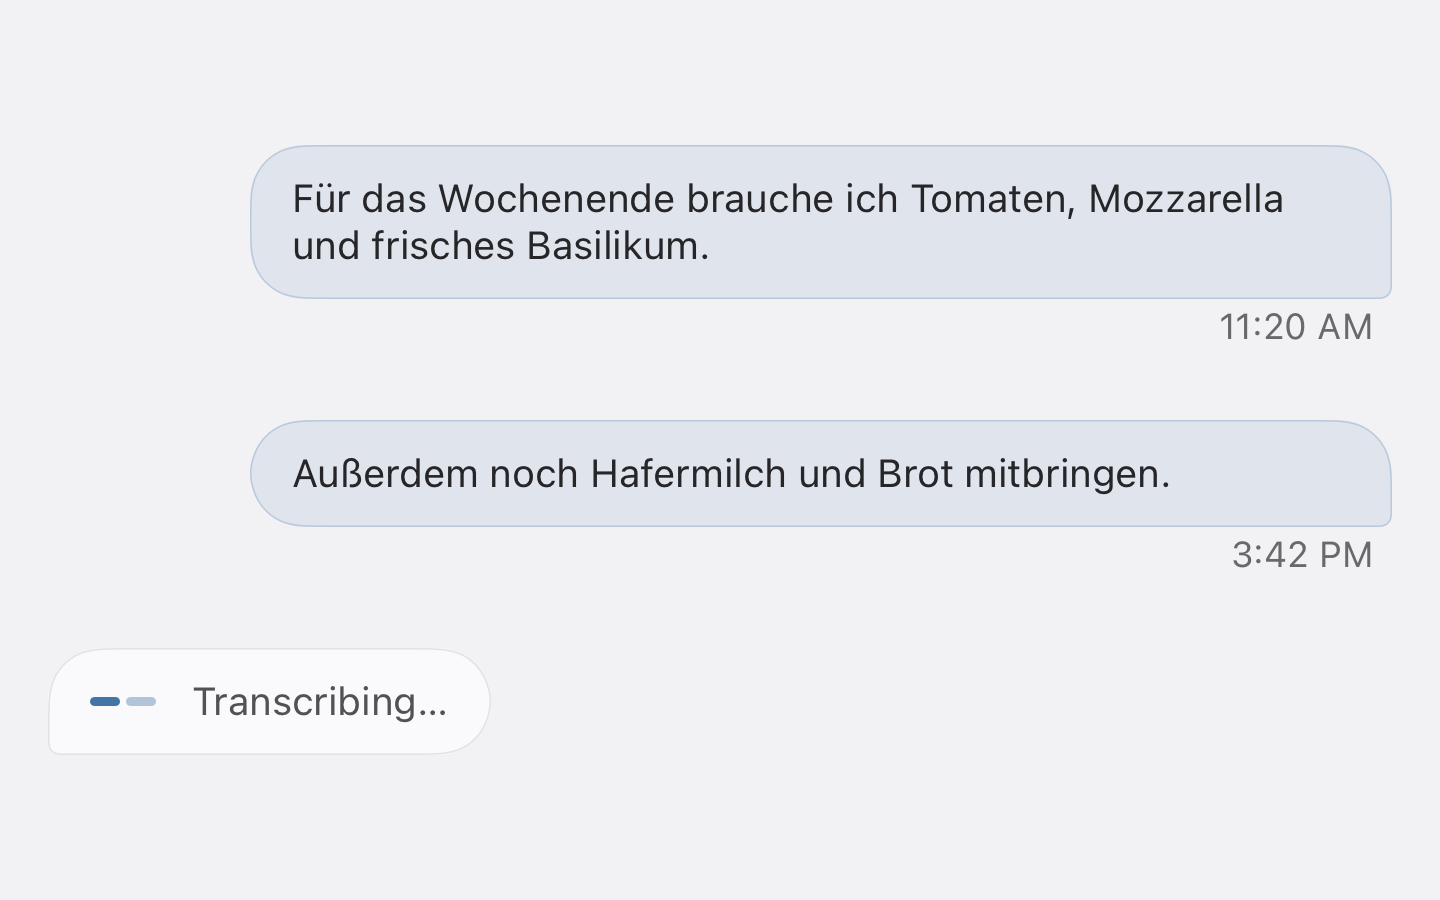 Für das Wochenende brauche ich Tomaten, Mozzarella
und frisches Basilikum.
11:20 AM
Außerdem noch Hafermilch und Brot mitbringen.
3:42 PM
Transcribing...